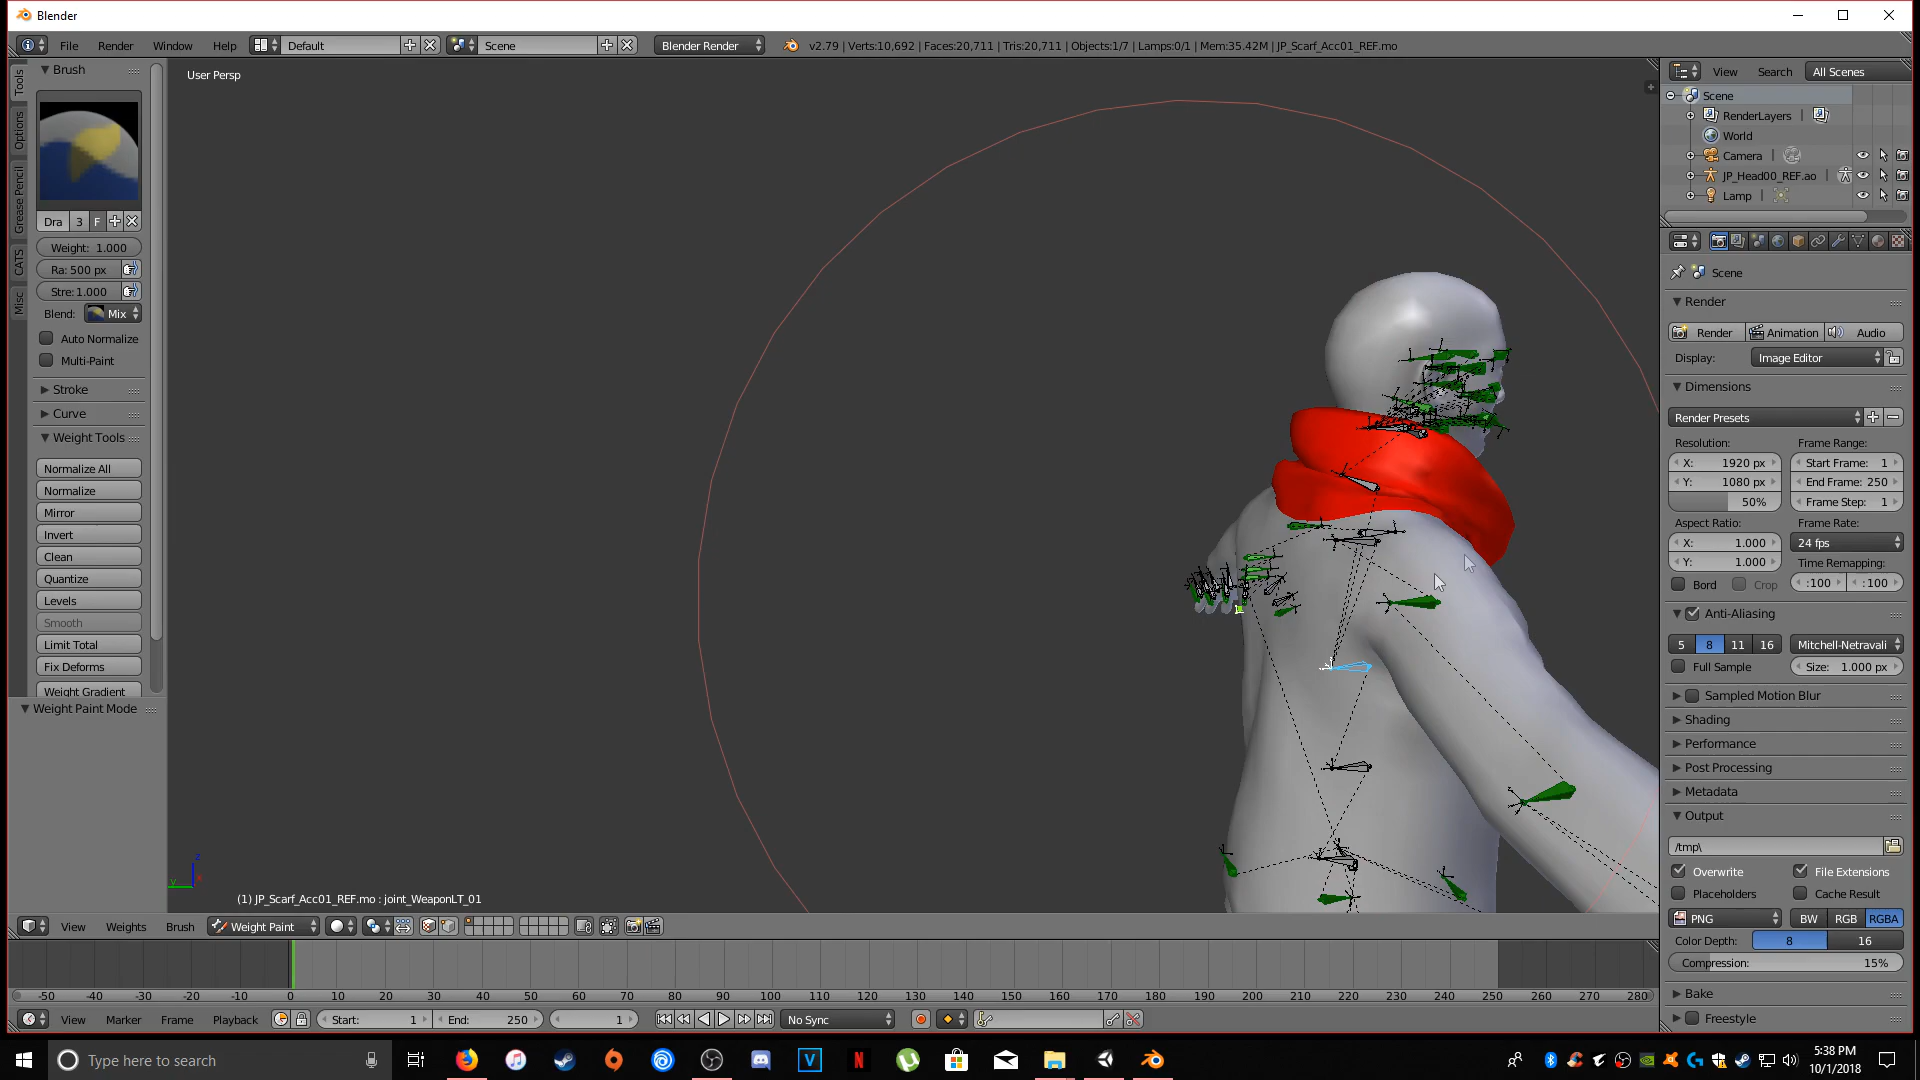 Blender
File Render Window Help Default Scene Blender Render v2.79 | Verts:10,692 | Faces:20,711 | Tris:20,711 | Objects:1/7 | Lamps:0/1 | Mem:35.42M | JP_Scarf_Acc01_REF.mo
Tools
Options
Grease Pencil
CATS
Misc
Brush
Dra 3 F
Weight: 1.000
Ra: 500 px
Stre: 1.000
Blend: Mix
Auto Normalize
Multi-Paint
Stroke
Curve
Weight Tools
Normalize All
Normalize
Mirror
Invert
Clean
Quantize
Levels
Smooth
Limit Total
Fix Deforms
Weight Gradient
Weight Paint Mode
User Persp
z
y
x
(1) JP_Scarf_Acc01_REF.mo : joint_WeaponLT_01
View Weights Brush Weight Paint
View Search All Scenes
Scene
RenderLayers |
World
Camera |
JP_Head00_REF.ao |
Lamp |
Scene
Render
Render Animation Audio
Display: Image Editor
Dimensions
Render Presets
Resolution: Frame Range:
X: 1920 px Start Frame: 1
Y: 1080 px End Frame: 250
50% Frame Step: 1
Aspect Ratio: Frame Rate:
X: 1.000 24 fps
Y: 1.000 Time Remapping:
Bord Crop :100 :100
Anti-Aliasing
5 8 11 16 Mitchell-Netravali
Full Sample Size: 1.000 px
Sampled Motion Blur
Shading
Performance
Post Processing
Metadata
Output
/tmp\
Overwrite File Extensions
Placeholders Cache Result
PNG BW RGB RGBA
Color Depth: 8 16
Compression: 15%
Bake
Freestyle
-50 -40 -30 -20 -10 0 10 20 30 40 50 60 70 80 90 100 110 120 130 140 150 160 170 180 190 200 210 220 230 240 250 260 270 280
View Marker Frame Playback Start: 1 End: 250 1 No Sync
Type here to search
5:38 PM
10/1/2018